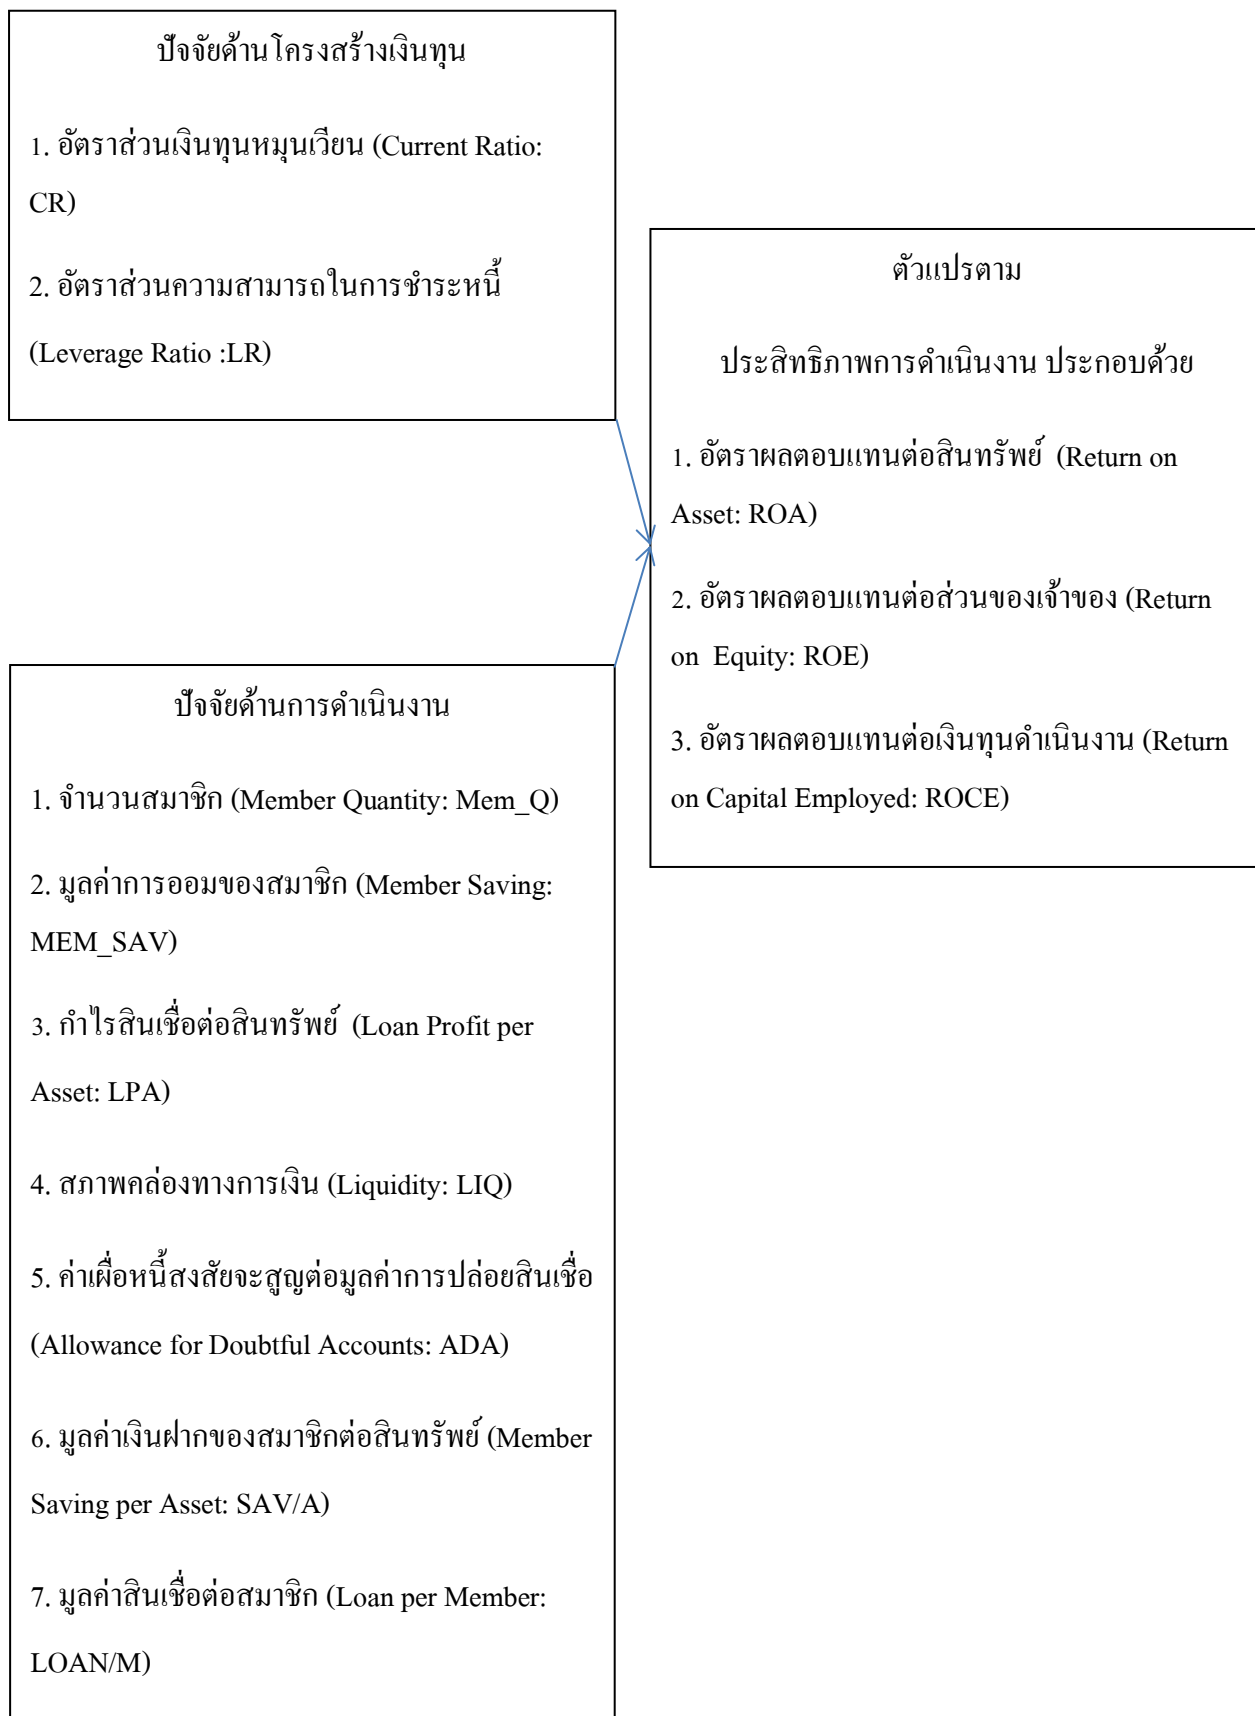 ปัจจัยด้านโครงสร้างเงินทุน
1. อัตราส่วนเงินทุนหมุนเวียน (Current Ratio:
CR)
2. อัตราส่วนความสามารถในการชำระหนี้
(Leverage Ratio :LR)
ตัวแปรตาม
ประสิทธิภาพการดำเนินงาน ประกอบด้วย
1. อัตราผลตอบแทนต่อสินทรัพย์ (Return on
Asset: ROA)
2. อัตราผลตอบแทนต่อส่วนของเจ้าของ (Return
on Equity: ROE)
3. อัตราผลตอบแทนต่อเงินทุนดำเนินงาน (Return
on Capital Employed: ROCE)
ปัจจัยด้านการดำเนินงาน
1. จำนวนสมาชิก (Member Quantity: Mem_Q)
2. มูลค่าการออมของสมาชิก (Member Saving:
MEM_SAV)
3. กำไรสินเชื่อต่อสินทรัพย์ (Loan Profit per
Asset: LPA)
4. สภาพคล่องทางการเงิน (Liquidity: LIQ)
5. ค่าเผื่อหนี้สงสัยจะสูญต่อมูลค่าการปล่อยสินเชื่อ
(Allowance for Doubtful Accounts: ADA)
6. มูลค่าเงินฝากของสมาชิกต่อสินทรัพย์ (Member
Saving per Asset: SAV/A)
7. มูลค่าสินเชื่อต่อสมาชิก (Loan per Member:
LOAN/M)